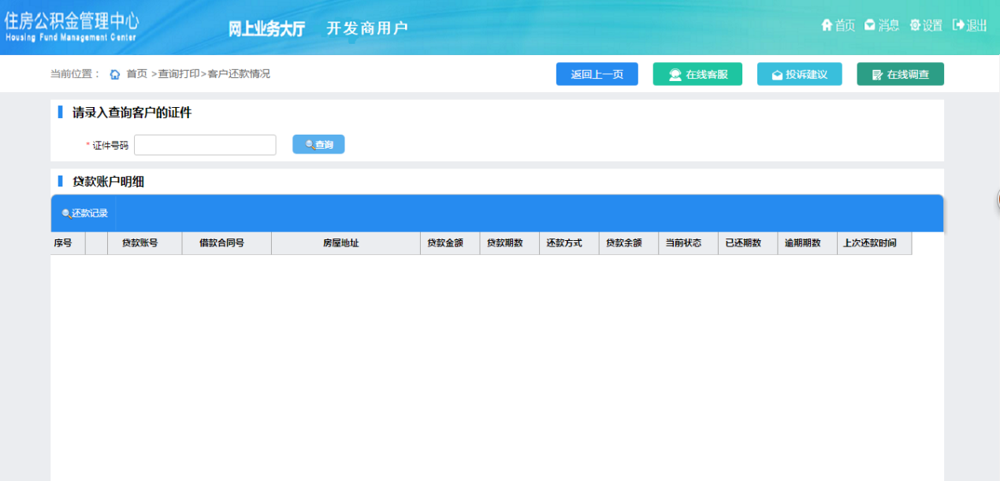 住房公积金管理中心
Housing Fund Management Center
网上业务大厅 开发商用户
首页 消息 设置 退出
当前位置： 首页 >查询打印>客户还款情况
返回上一页 在线客服 投诉建议 在线调查
请录入查询客户的证件
* 证件号码 查询
贷款账户明细
还款记录
序号 贷款账号 借款合同号 房屋地址 贷款金额 贷款期数 还款方式 贷款余额 当前状态 已还期数 逾期期数 上次还款时间